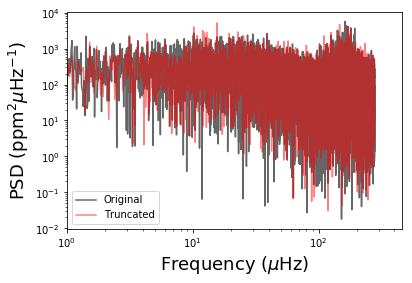 10⁴
10³
10²
10¹
10⁰
10⁻¹
10⁻²
PSD (ppm²μHz⁻¹)
Original
Truncated
10⁰
10¹
10²
Frequency (μHz)